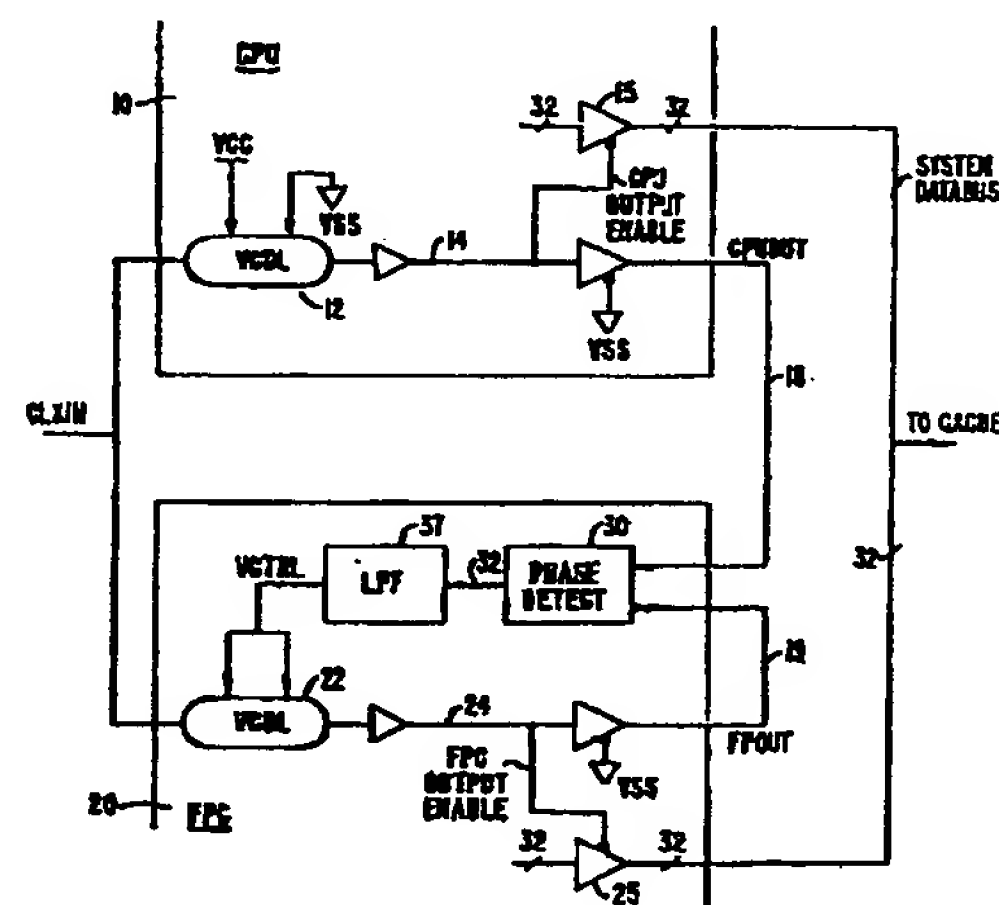 CPU
10
VCC
VSS
VCDL
12
14
32
15
32
CPU
OUTPUT
ENABLE
VSS
SYSTEM
DATABUS
18
TO CACHE
32
37
LPF
32
30
PHASE
DETECT
VCTRL
19
22
VCDL
24
FPOUT
FPC
OUTPUT
ENABLE
VSS
20
FPC
32
32
25